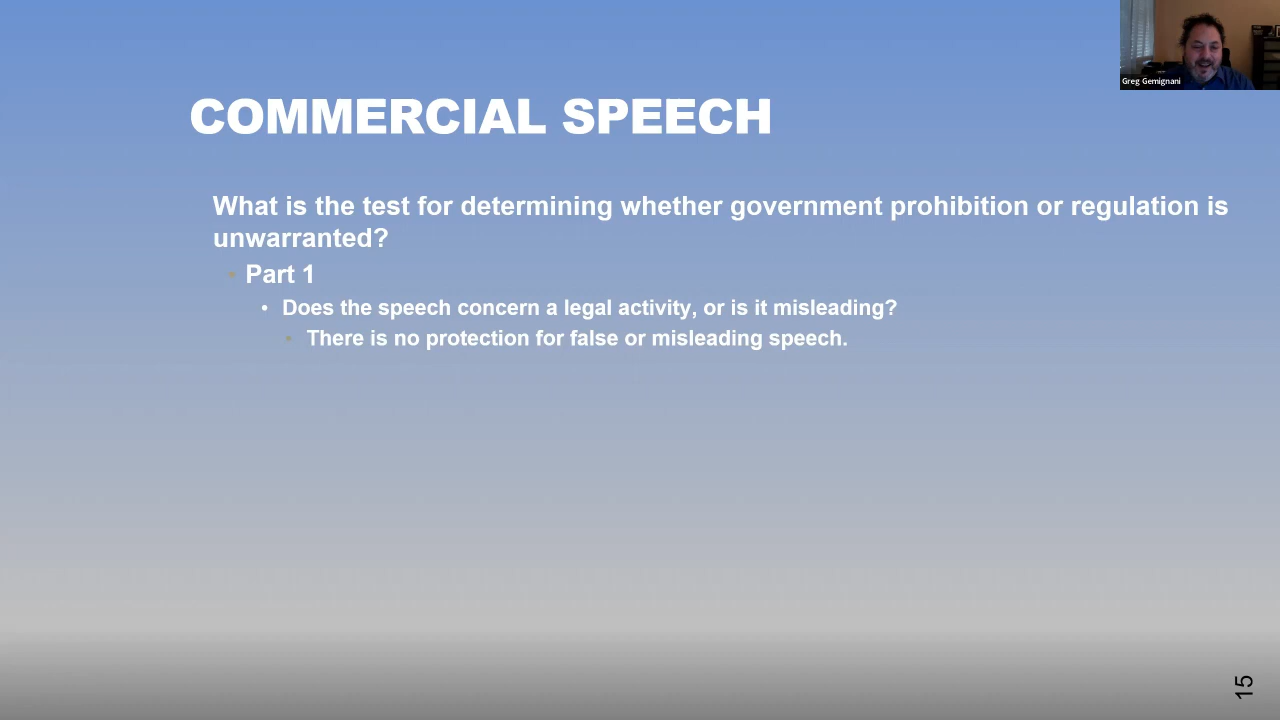 Greg Gemignani
COMMERCIAL SPEECH
What is the test for determining whether government prohibition or regulation is
unwarranted?
Part 1
• Does the speech concern a legal activity, or is it misleading?
There is no protection for false or misleading speech.
15